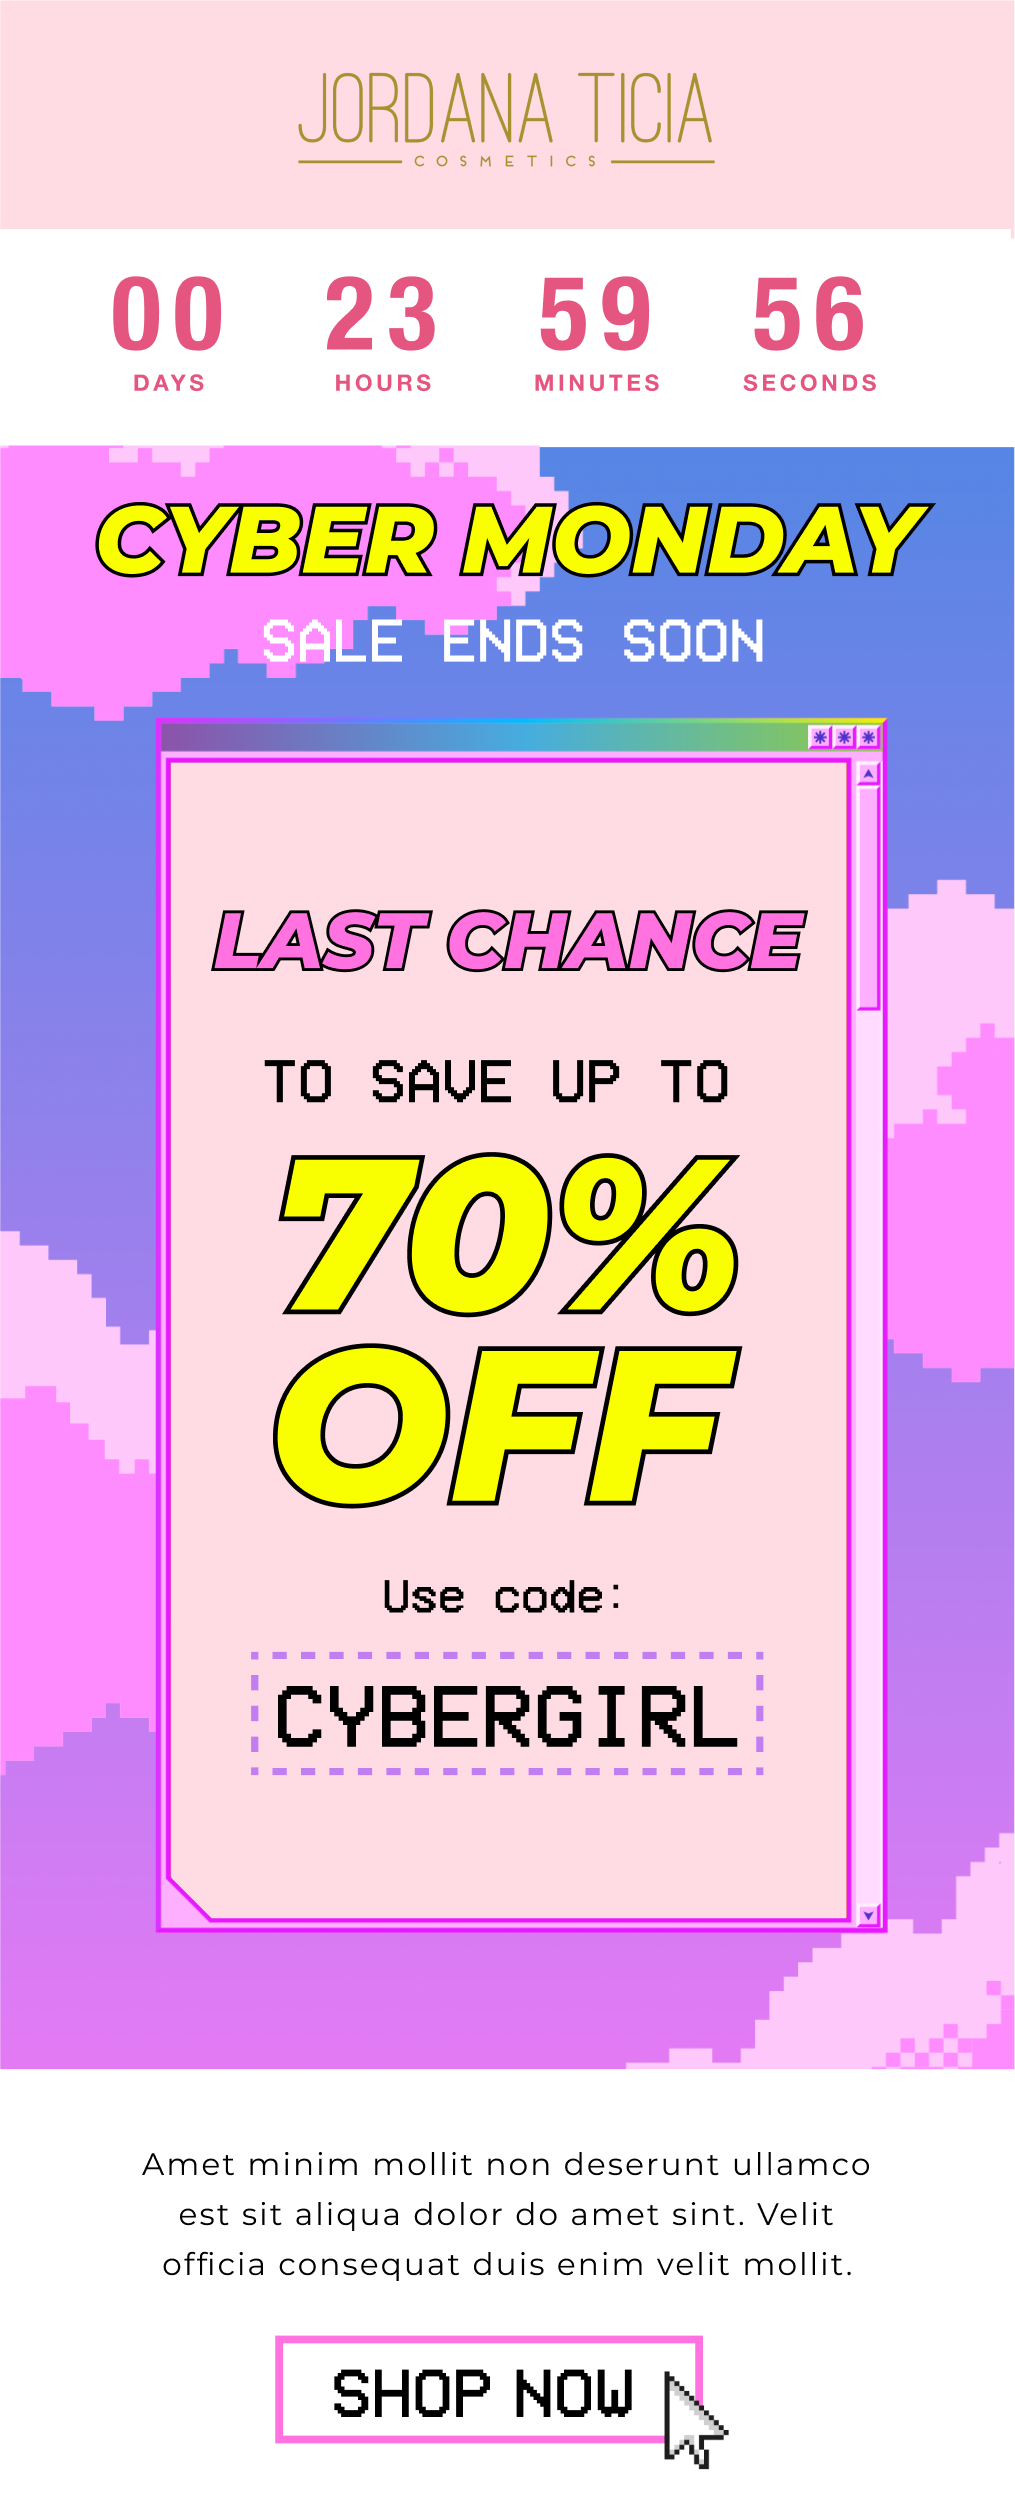 JORDANA TICIA
COSMETICS
00 23 59 56
DAYS HOURS MINUTES SECONDS
CYBER MONDAY
SALE ENDS SOON
LAST CHANCE
TO SAVE UP TO
70%
OFF
Use code:
CYBERGIRL
Amet minim mollit non deserunt ullamco
est sit aliqua dolor do amet sint. Velit
officia consequat duis enim velit mollit.
SHOP NOW